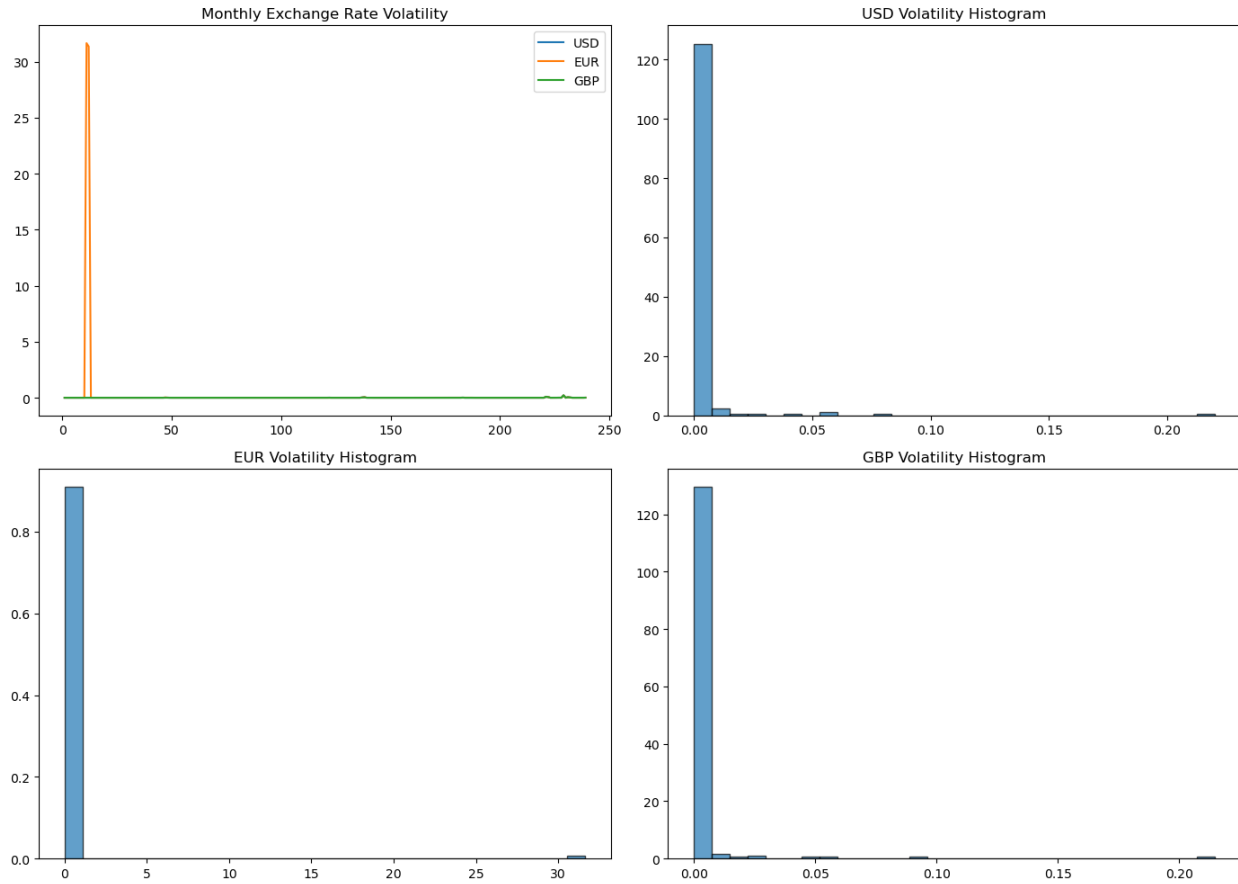 Monthly Exchange Rate Volatility
30
25
20
15
10
5
0
0 50 100 150 200 250
USD
EUR
GBP
USD Volatility Histogram
120
100
80
60
40
20
0
0.00 0.05 0.10 0.15 0.20
EUR Volatility Histogram
0.8
0.6
0.4
0.2
0.0
0 5 10 15 20 25 30
GBP Volatility Histogram
120
100
80
60
40
20
0
0.00 0.05 0.10 0.15 0.20